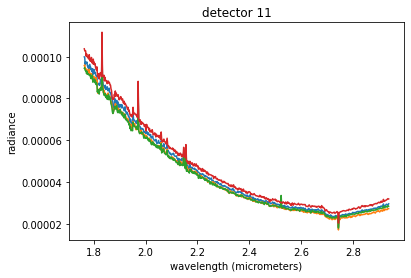 detector 11
0.00010
0.00008
0.00006
0.00004
0.00002
radiance
1.8 2.0 2.2 2.4 2.6 2.8
wavelength (micrometers)